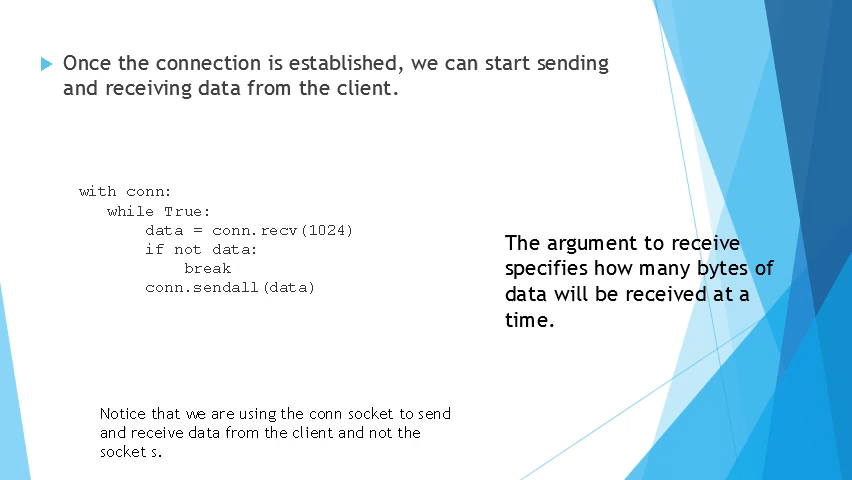 Once the connection is established, we can start sending
and receiving data from the client.
with conn:
while True:
data = conn.recv(1024)
if not data:
break
conn.sendall(data)
The argument to receive
specifies how many bytes of
data will be received at a
time.
Notice that we are using the conn socket to send
and receive data from the client and not the
socket s.